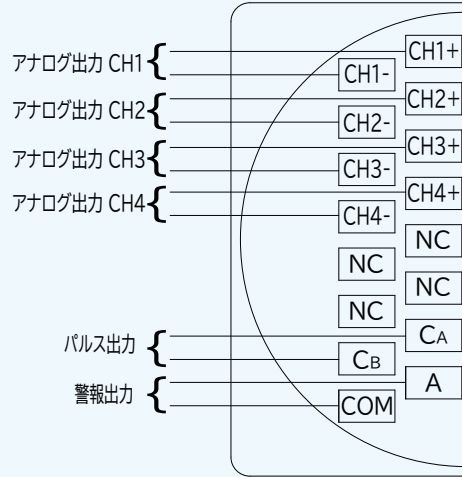 アナログ出力 CH1
CH1+
CH1-
アナログ出力 CH2
CH2+
CH2-
アナログ出力 CH3
CH3+
CH3-
アナログ出力 CH4
CH4+
CH4-
NC
NC
NC
NC
パルス出力
CA
CB
警報出力
A
COM